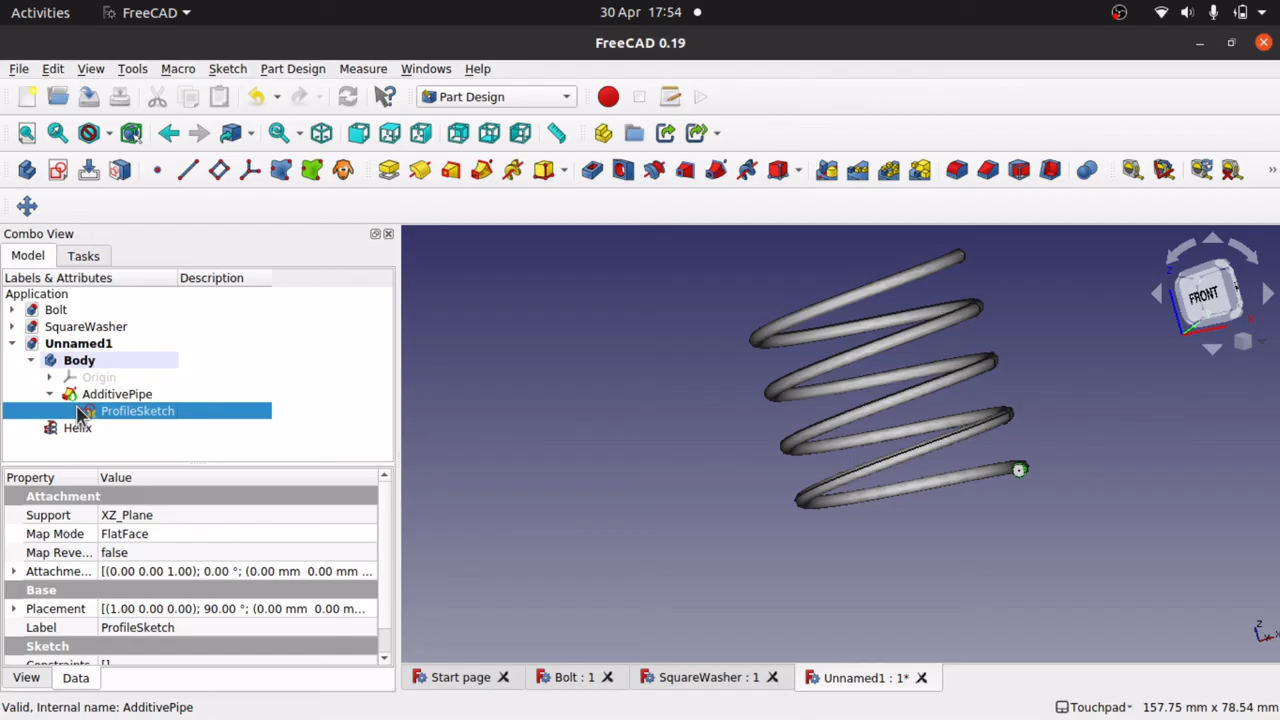 Activities FreeCAD 30 Apr 17:54
FreeCAD 0.19
File Edit View Tools Macro Sketch Part Design Measure Windows Help
Part Design
»
Combo View
Model Tasks
Labels & Attributes Description
Application
Bolt
SquareWasher
Unnamed1
Body
Origin
AdditivePipe
ProfileSketch
Helix
Property Value
Attachment
Support XZ_Plane
Map Mode FlatFace
Map Reve... false
Attachme... [(0.00 0.00 1.00); 0.00 °; (0.00 mm 0.00 mm ...
Base
Placement [(1.00 0.00 0.00); 90.00 °; (0.00 mm 0.00 m...
Label ProfileSketch
Sketch
View Data
FRONT
Z
X
Z
X
Start page Bolt : 1 SquareWasher : 1 Unnamed1 : 1*
Valid, Internal name: AdditivePipe Touchpad 157.75 mm x 78.54 mm